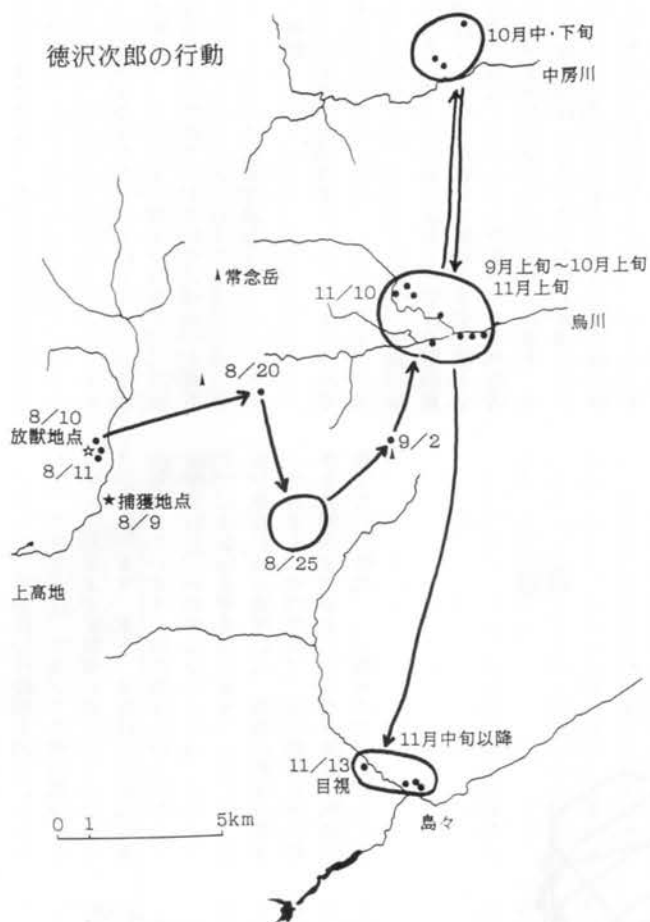 徳沢次郎の行動
10月中・下旬
中房川
常念岳
9月上旬～10月上旬
11月上旬
11／10
烏川
8／20
8／10
放獣地点
8／11
9／2
捕獲地点
8／9
8／25
上高地
11月中旬以降
11／13
目視
島々
0 1 5km